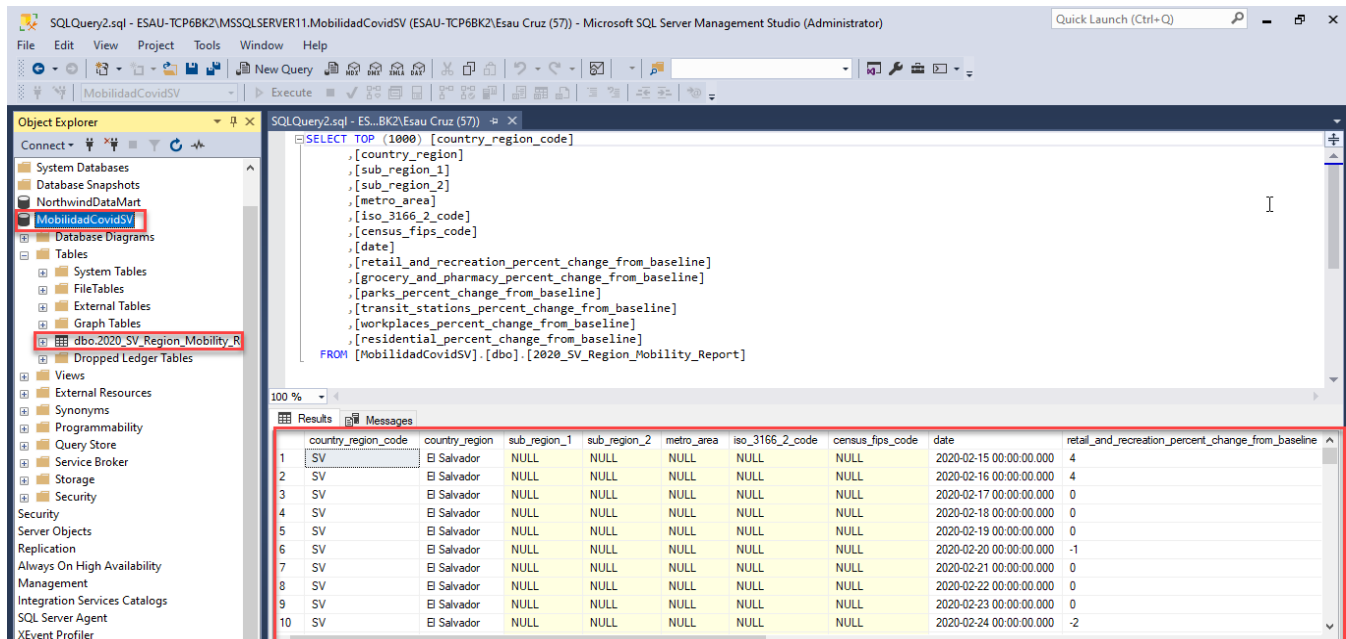 SQLQuery2.sql - ESAU-TCP6BK2\MSSQLSERVER11.MobilidadCovidSV (ESAU-TCP6BK2\Esau Cruz (57)) - Microsoft SQL Server Management Studio (Administrator)
Quick Launch (Ctrl+Q)
File Edit View Project Tools Window Help
New Query
MDX DMX XMLA DAX
MobilidadCovidSV
Execute
Object Explorer
Connect
System Databases
Database Snapshots
NorthwindDataMart
MobilidadCovidSV
Database Diagrams
Tables
System Tables
FileTables
External Tables
Graph Tables
dbo.2020_SV_Region_Mobility_R
Dropped Ledger Tables
Views
External Resources
Synonyms
Programmability
Query Store
Service Broker
Storage
Security
Security
Server Objects
Replication
Always On High Availability
Management
Integration Services Catalogs
SQL Server Agent
XEvent Profiler
SQLQuery2.sql - ES...BK2\Esau Cruz (57))
SELECT TOP (1000) [country_region_code]
,[country_region]
,[sub_region_1]
,[sub_region_2]
,[metro_area]
,[iso_3166_2_code]
,[census_fips_code]
,[date]
,[retail_and_recreation_percent_change_from_baseline]
,[grocery_and_pharmacy_percent_change_from_baseline]
,[parks_percent_change_from_baseline]
,[transit_stations_percent_change_from_baseline]
,[workplaces_percent_change_from_baseline]
,[residential_percent_change_from_baseline]
FROM [MobilidadCovidSV].[dbo].[2020_SV_Region_Mobility_Report]
100 %
Results Messages
country_region_code country_region sub_region_1 sub_region_2 metro_area iso_3166_2_code census_fips_code date retail_and_recreation_percent_change_from_baseline
1 SV El Salvador NULL NULL NULL NULL NULL 2020-02-15 00:00:00.000 4
2 SV El Salvador NULL NULL NULL NULL NULL 2020-02-16 00:00:00.000 4
3 SV El Salvador NULL NULL NULL NULL NULL 2020-02-17 00:00:00.000 0
4 SV El Salvador NULL NULL NULL NULL NULL 2020-02-18 00:00:00.000 0
5 SV El Salvador NULL NULL NULL NULL NULL 2020-02-19 00:00:00.000 0
6 SV El Salvador NULL NULL NULL NULL NULL 2020-02-20 00:00:00.000 -1
7 SV El Salvador NULL NULL NULL NULL NULL 2020-02-21 00:00:00.000 0
8 SV El Salvador NULL NULL NULL NULL NULL 2020-02-22 00:00:00.000 0
9 SV El Salvador NULL NULL NULL NULL NULL 2020-02-23 00:00:00.000 0
10 SV El Salvador NULL NULL NULL NULL NULL 2020-02-24 00:00:00.000 -2